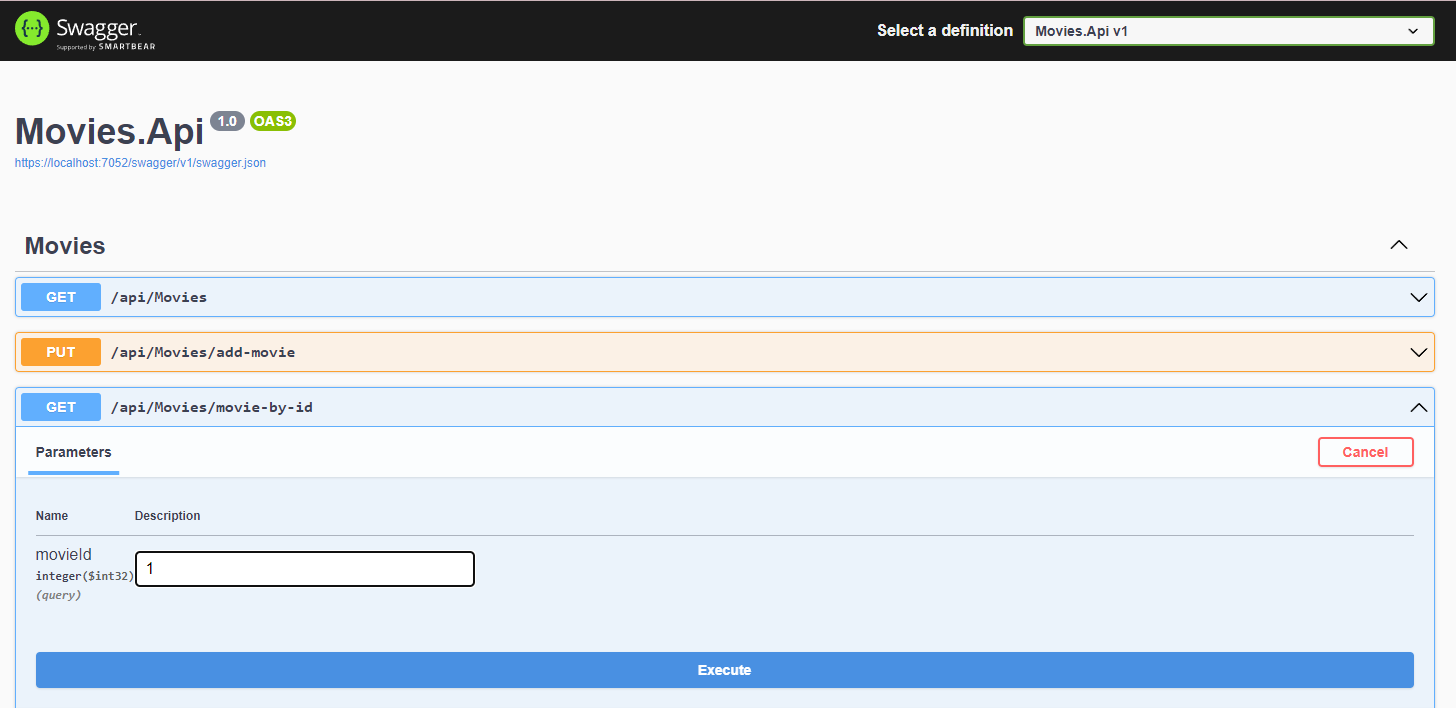 Swagger.
Supported by SMARTBEAR
Select a definition
Movies.Api v1
Movies.Api 1.0 OAS3
https://localhost:7052/swagger/v1/swagger.json
Movies
GET /api/Movies
PUT /api/Movies/add-movie
GET /api/Movies/movie-by-id
Parameters
Cancel
Name Description
movieId
integer($int32)
(query)
1
Execute